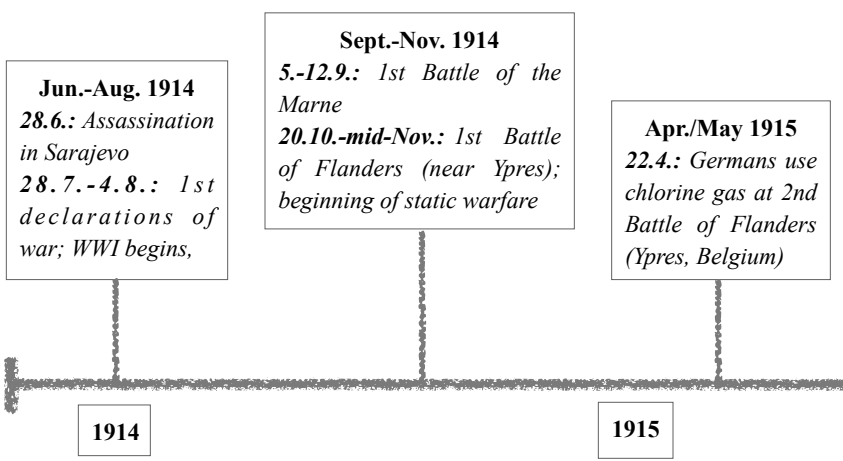 Jun.-Aug. 1914
28.6.: Assassination
in Sarajevo
28.7.-4.8.: 1st
declarations of
war; WWI begins,
Sept.-Nov. 1914
5.-12.9.: 1st Battle of the
Marne
20.10.-mid-Nov.: 1st Battle
of Flanders (near Ypres);
beginning of static warfare
Apr./May 1915
22.4.: Germans use
chlorine gas at 2nd
Battle of Flanders
(Ypres, Belgium)
1914
1915